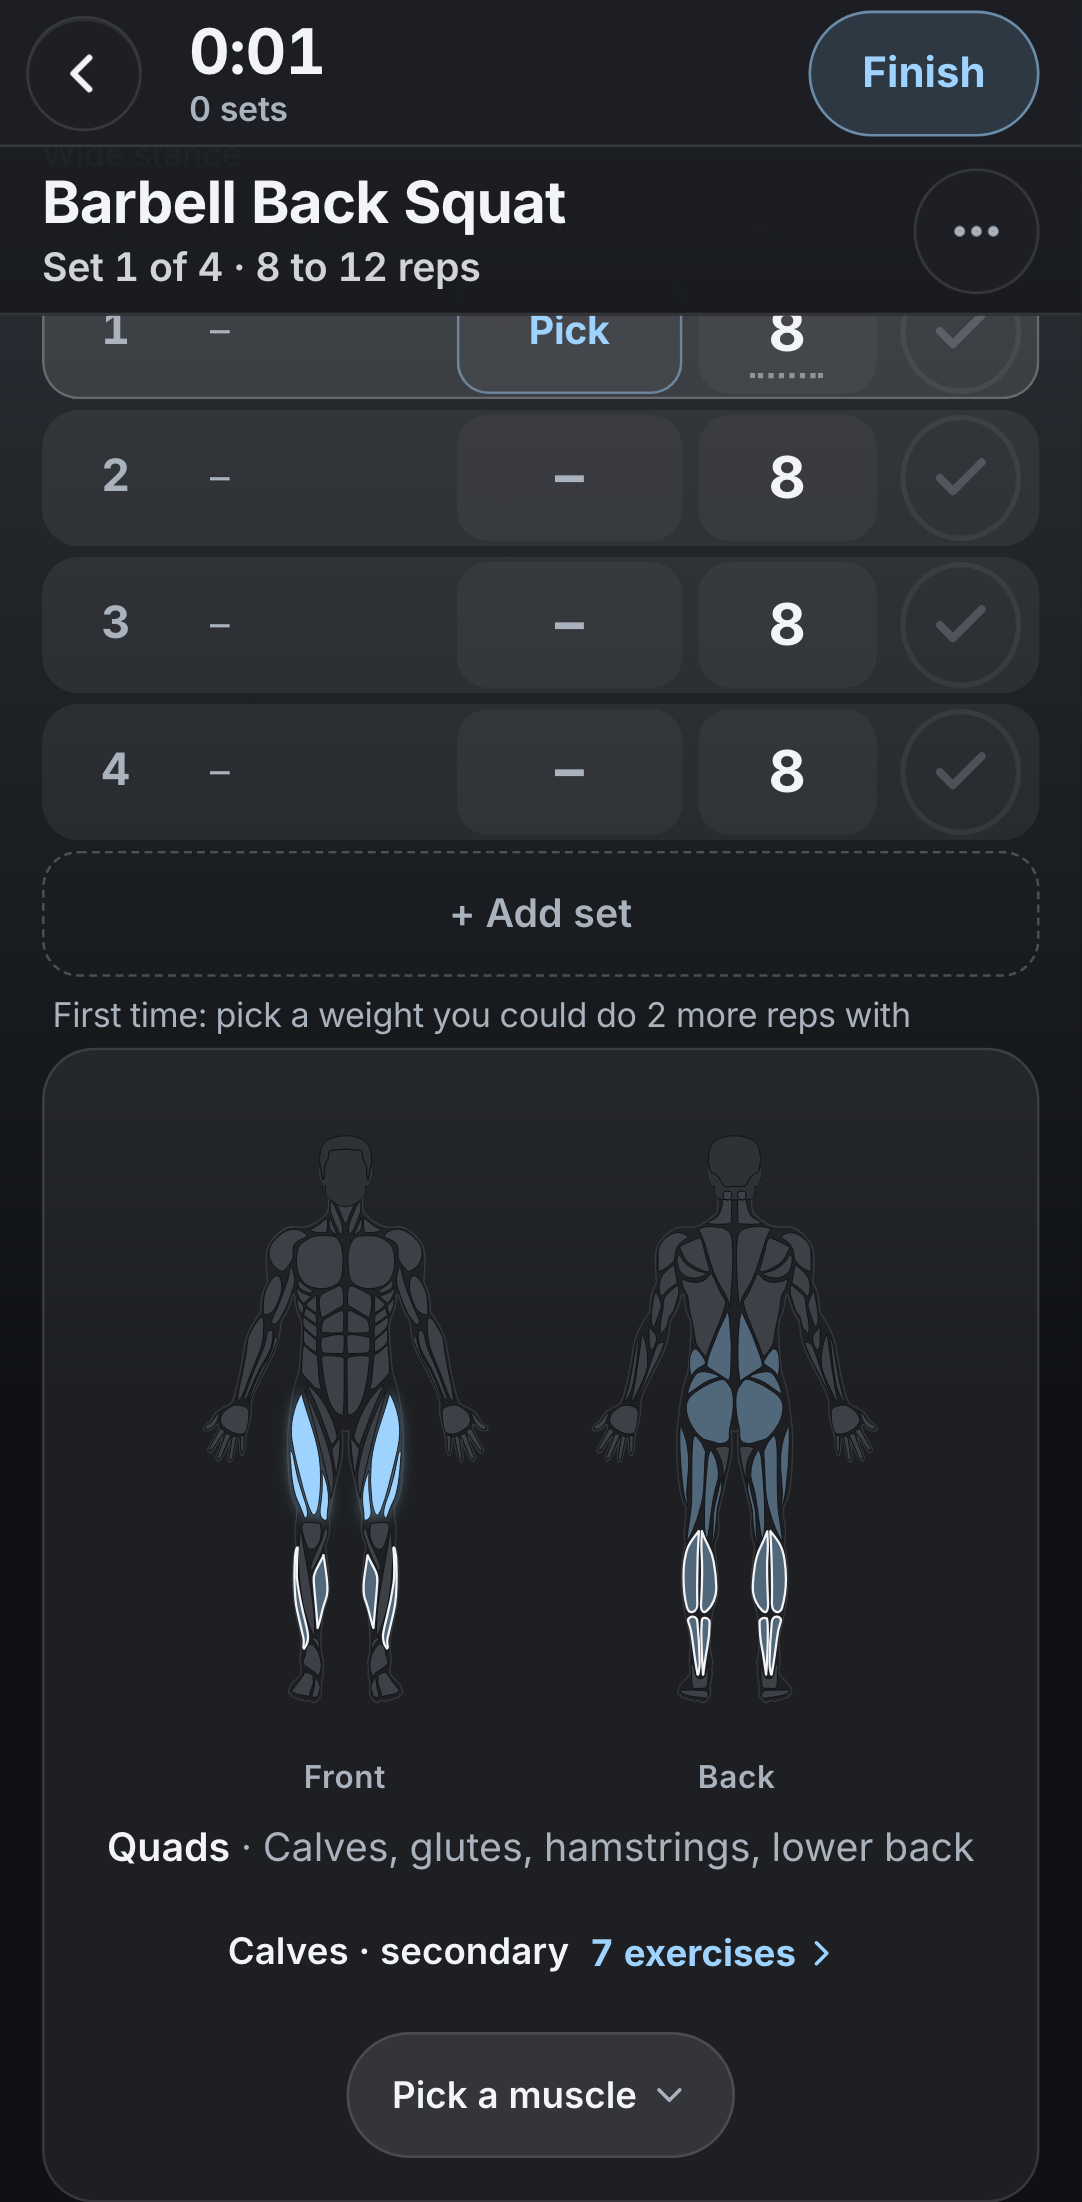 0:01
0 sets
Finish
Wide stance
Barbell Back Squat
Set 1 of 4 · 8 to 12 reps
1 – Pick 8
2 – – 8
3 – – 8
4 – – 8
+ Add set
First time: pick a weight you could do 2 more reps with
Front Back
Quads · Calves, glutes, hamstrings, lower back
Calves · secondary 7 exercises >
Pick a muscle